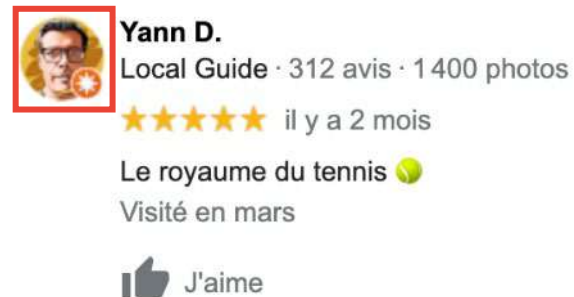 Yann D.
Local Guide · 312 avis · 1 400 photos
il y a 2 mois
Le royaume du tennis 🎾
Visité en mars
J'aime